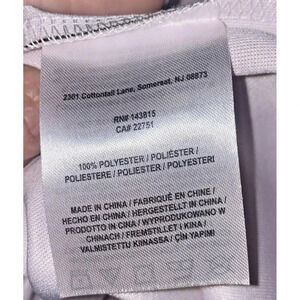 2301 Cottontail Lane, Somerset, NJ 08873
RN# 143815
CA# 22751
100% POLYESTER / POLIÉSTER /
POLIESTERE / POLIESTER / POLYESTERI
MADE IN CHINA / FABRIQUÉ EN CHINE /
HECHO EN CHINA / HERGESTELLT IN CHINA /
PRODOTTO IN CINA / WYPRODUKOWANO W
CHINACH / FREMSTILLET I KINA /
VALMISTETTU KIINASSA / ÇİN YAPIMI